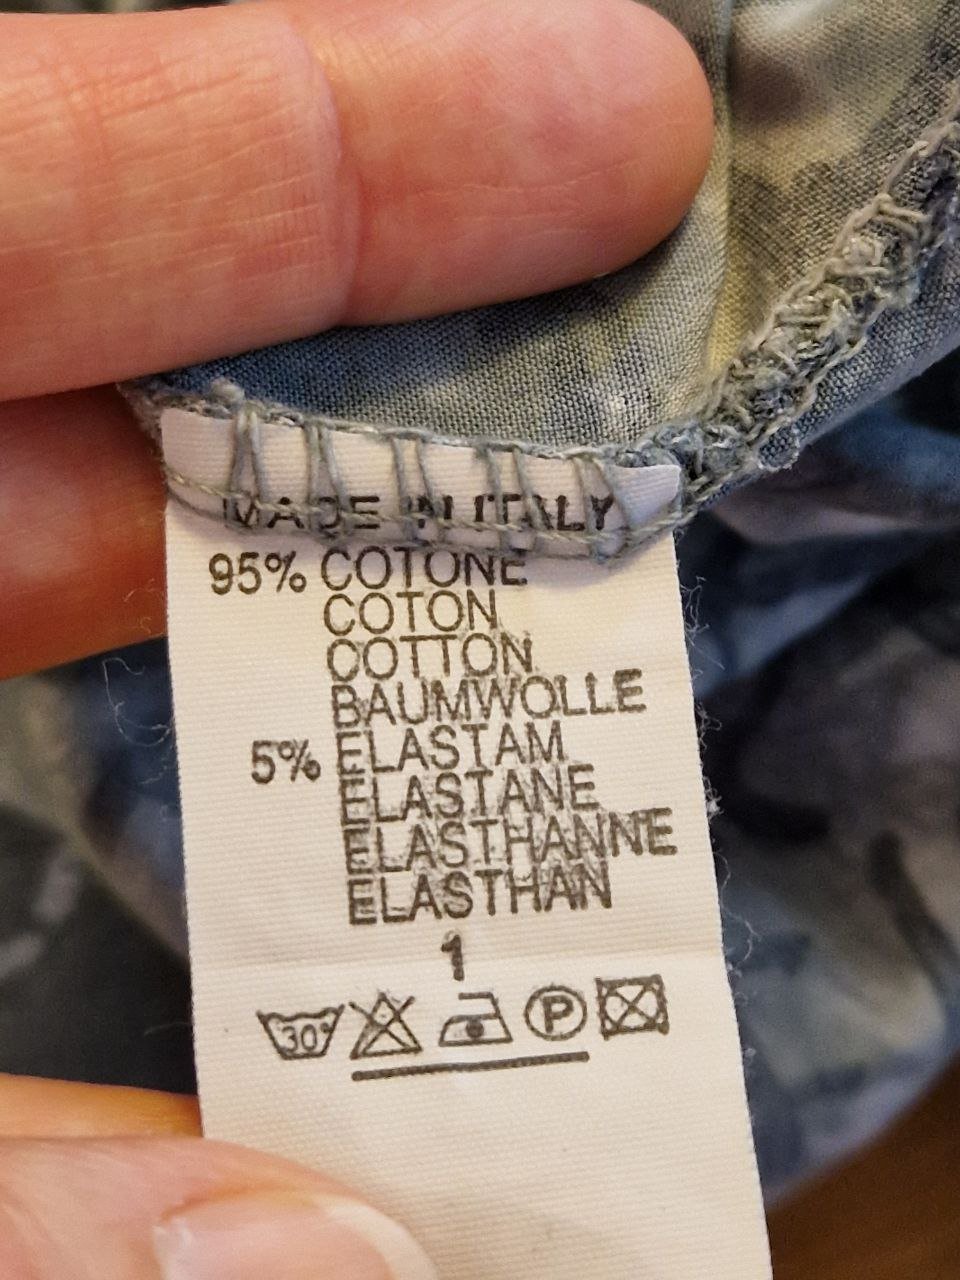 MADE IN ITALY
95% COTONE
COTON
COTTON
BAUMWOLLE
5% ELASTAM
ELASTANE
ELASTHANNE
ELASTHAN
1
30° P